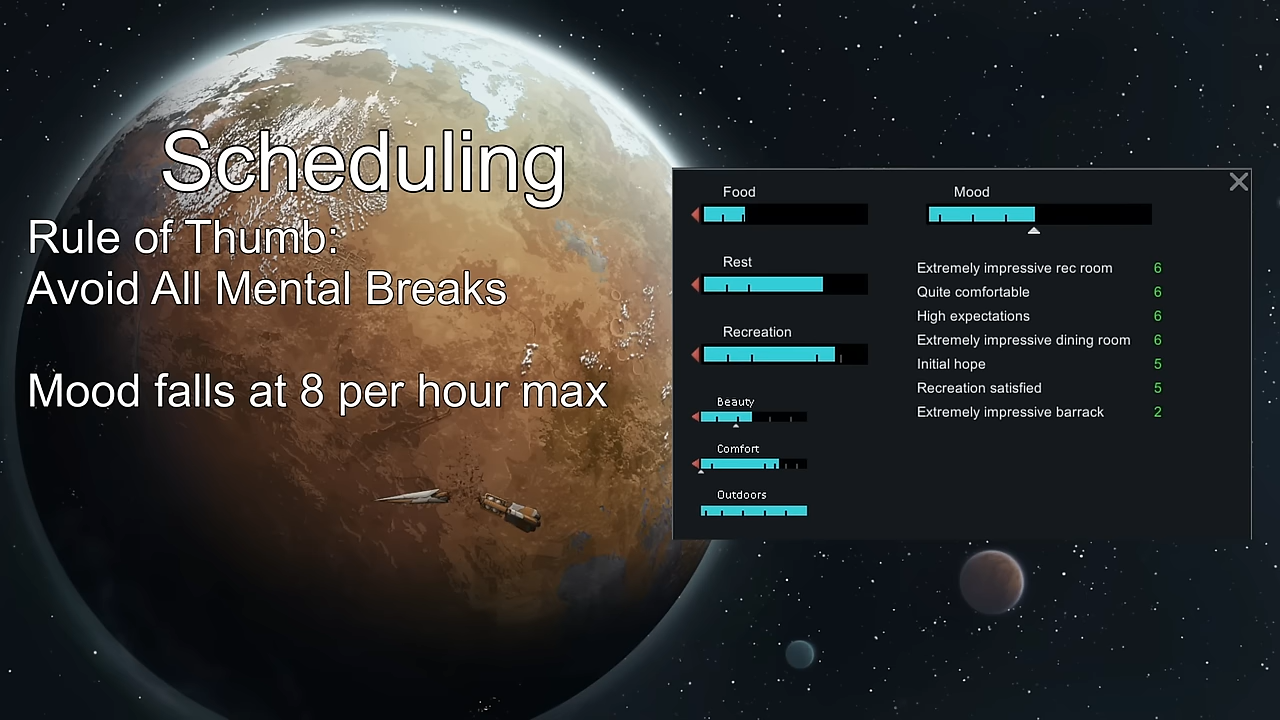 Scheduling
Rule of Thumb:
Avoid All Mental Breaks
Mood falls at 8 per hour max
Food
Rest
Recreation
Beauty
Comfort
Outdoors
Mood
Extremely impressive rec room 6
Quite comfortable 6
High expectations 6
Extremely impressive dining room 6
Initial hope 5
Recreation satisfied 5
Extremely impressive barrack 2